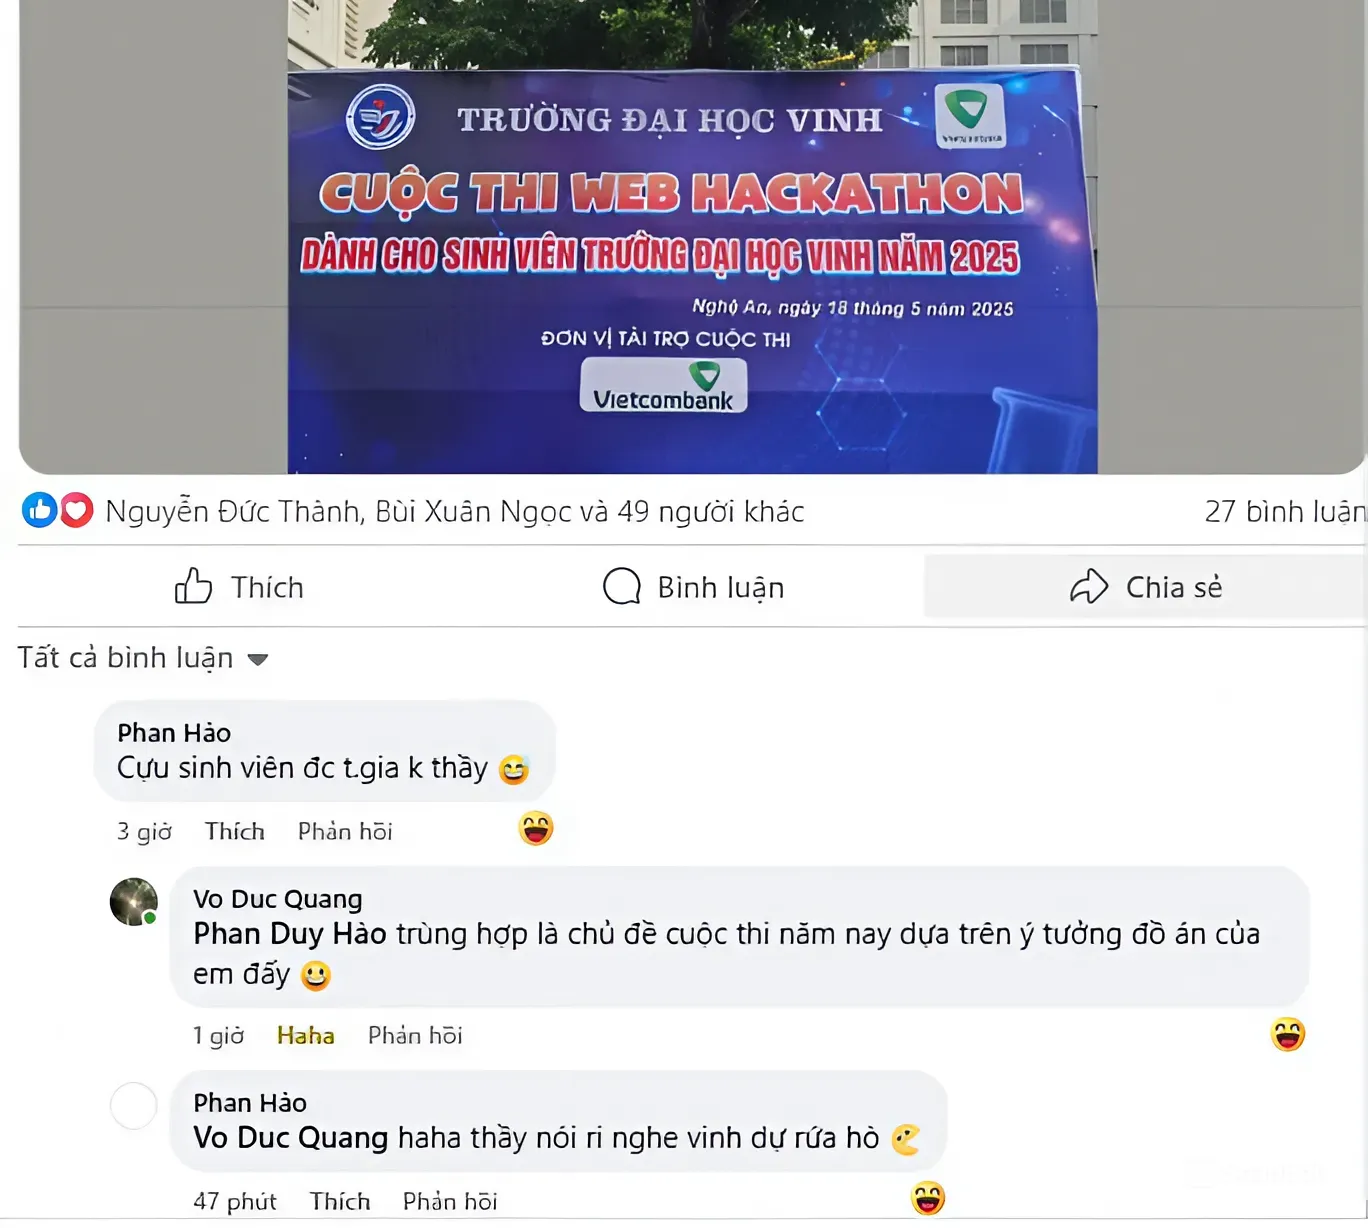 TRƯỜNG ĐẠI HỌC VINH
CUỘC THI WEB HACKATHON
DÀNH CHO SINH VIÊN TRƯỜNG ĐẠI HỌC VINH NĂM 2025
Nghệ An, ngày 18 tháng 5 năm 2025
ĐƠN VỊ TÀI TRỢ CUỘC THI
Vietcombank
Nguyễn Đức Thành, Bùi Xuân Ngọc và 49 người khác
27 bình luận
Thích
Bình luận
Chia sẻ
Tất cả bình luận
Phan Hảo
Cựu sinh viên đc t.gia k thầy 😅
3 giờ Thích Phản hồi
Vo Duc Quang
Phan Duy Hảo trùng hợp là chủ đề cuộc thi năm nay dựa trên ý tưởng đồ án của
em đấy 😃
1 giờ Haha Phản hồi
Phan Hảo
Vo Duc Quang haha thầy nói ri nghe vinh dự rứa hò
47 phút Thích Phản hồi